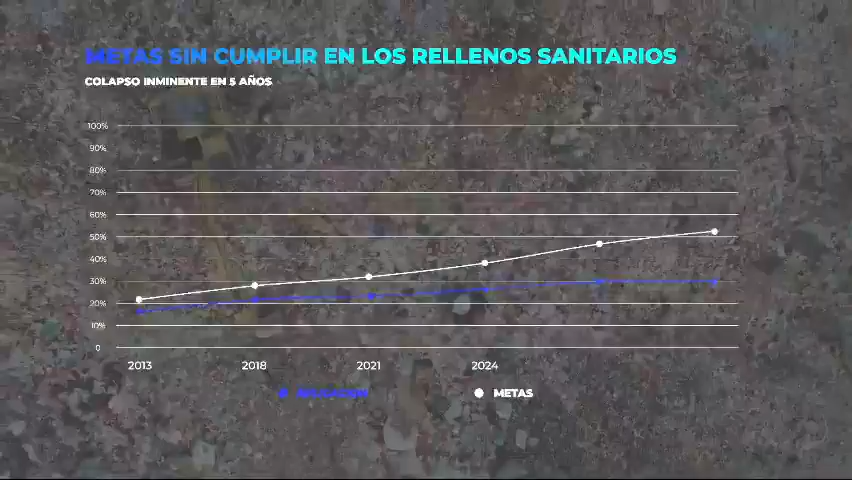 METAS SIN CUMPLIR EN LOS RELLENOS SANITARIOS
COLAPSO INMINENTE EN 5 AÑOS
100%
90%
80%
70%
60%
50%
40%
30%
20%
10%
0
2013 2018 2021 2024
APLICACIÓN METAS